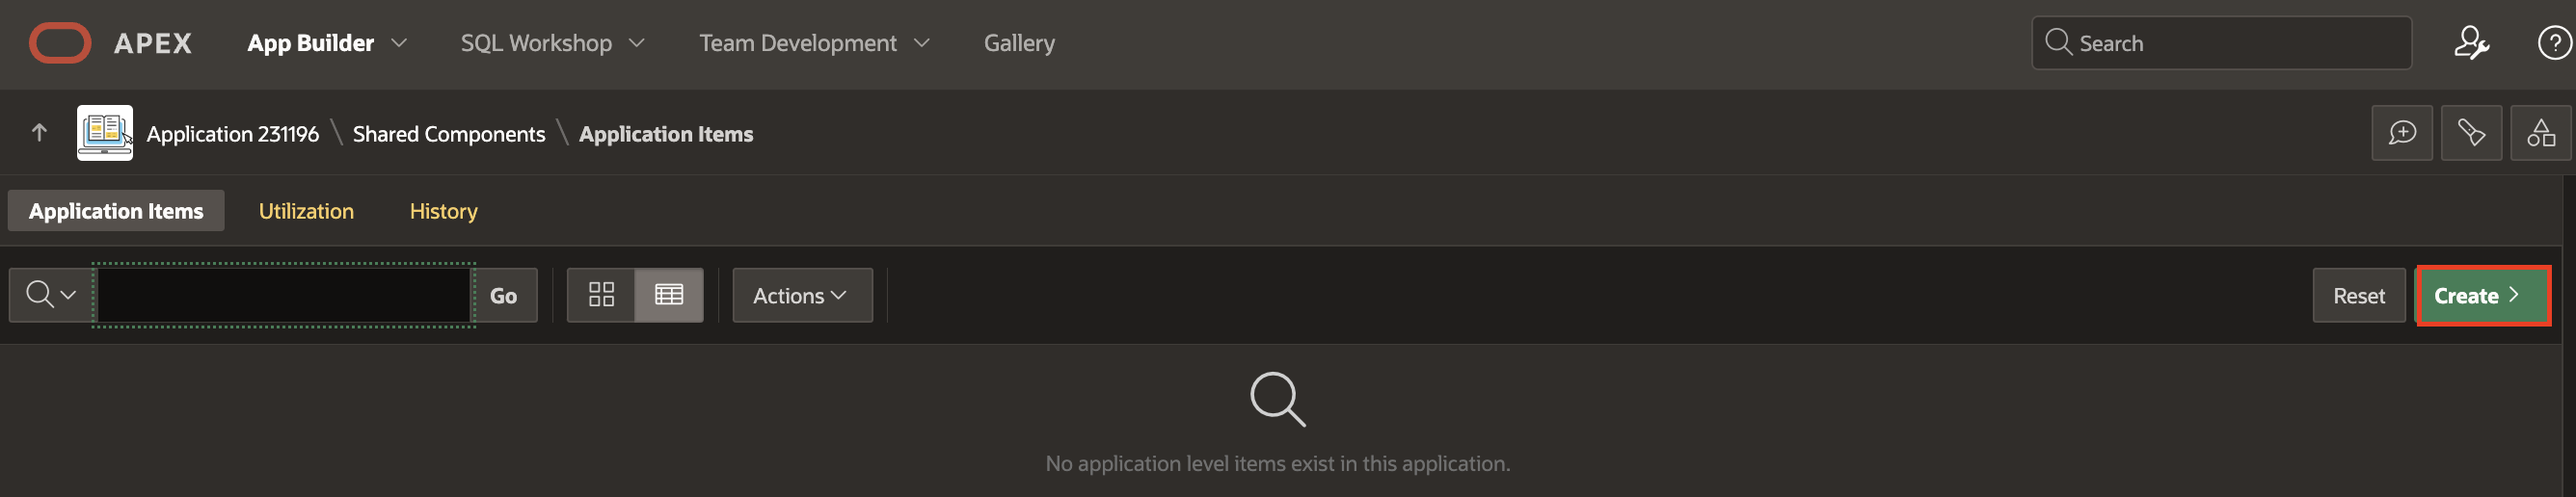 APEX App Builder SQL Workshop Team Development Gallery Search
Application 231196 \ Shared Components \ Application Items
Application Items Utilization History
Go Actions Reset Create
No application level items exist in this application.